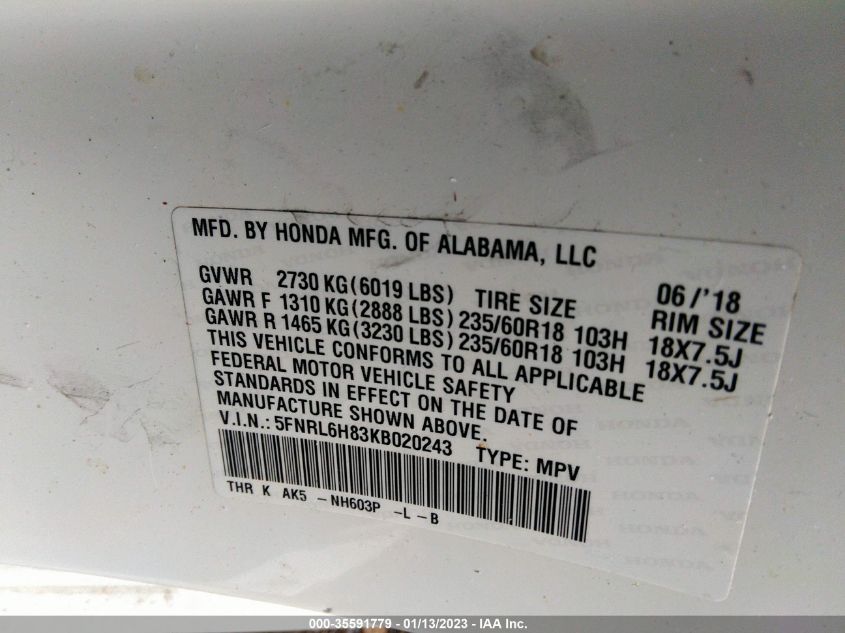 MFD. BY HONDA MFG. OF ALABAMA, LLC
06/'18
GVWR 2730 KG(6019 LBS) TIRE SIZE RIM SIZE
GAWR F 1310 KG(2888 LBS) 235/60R18 103H 18X7.5J
GAWR R 1465 KG(3230 LBS) 235/60R18 103H 18X7.5J
THIS VEHICLE CONFORMS TO ALL APPLICABLE
FEDERAL MOTOR VEHICLE SAFETY
STANDARDS IN EFFECT ON THE DATE OF
MANUFACTURE SHOWN ABOVE.
V.I.N.: 5FNRL6H83KB020243 TYPE: MPV
THR K AK5 -NH603P -L -B
HONDA
000-35591779 - 01/13/2023 - IAA Inc.